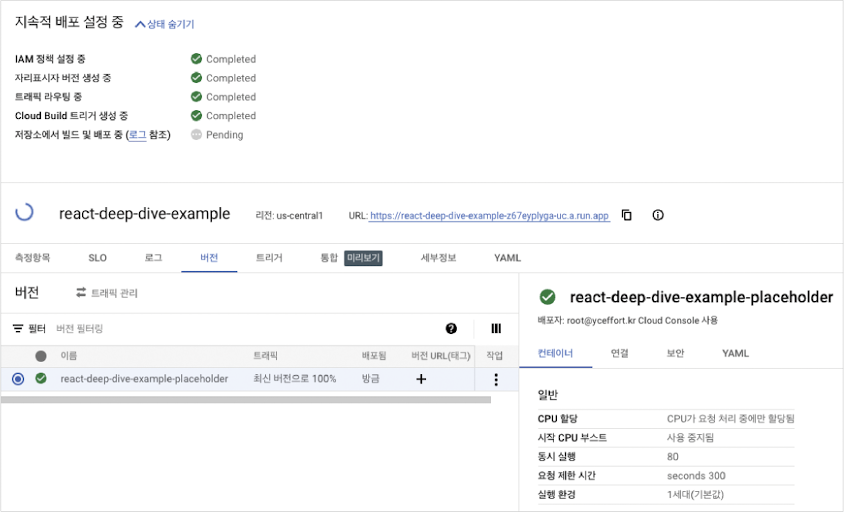 지속적 배포 설정 중 상태 숨기기
IAM 정책 설정 중 Completed
자리표시자 버전 생성 중 Completed
트래픽 라우팅 중 Completed
Cloud Build 트리거 생성 중 Completed
저장소에서 빌드 및 배포 중 (로그 참조) Pending
react-deep-dive-example 리전: us-central1 URL: https://react-deep-dive-example-z67eyplyga-uc.a.run.app
측정항목 SLO 로그 버전 트리거 통합 미리보기 세부정보 YAML
버전 트래픽 관리
필터 버전 필터링
이름 트래픽 배포됨 버전 URL(태그) 작업
react-deep-dive-example-placeholder 최신 버전으로 100% 방금
react-deep-dive-example-placeholder
배포자: root@yceffort.kr Cloud Console 사용
컨테이너 연결 보안 YAML
일반
CPU 할당 CPU가 요청 처리 중에만 할당됨
시작 CPU 부스트 사용 중지됨
동시 실행 80
요청 제한 시간 seconds 300
실행 환경 1세대(기본값)